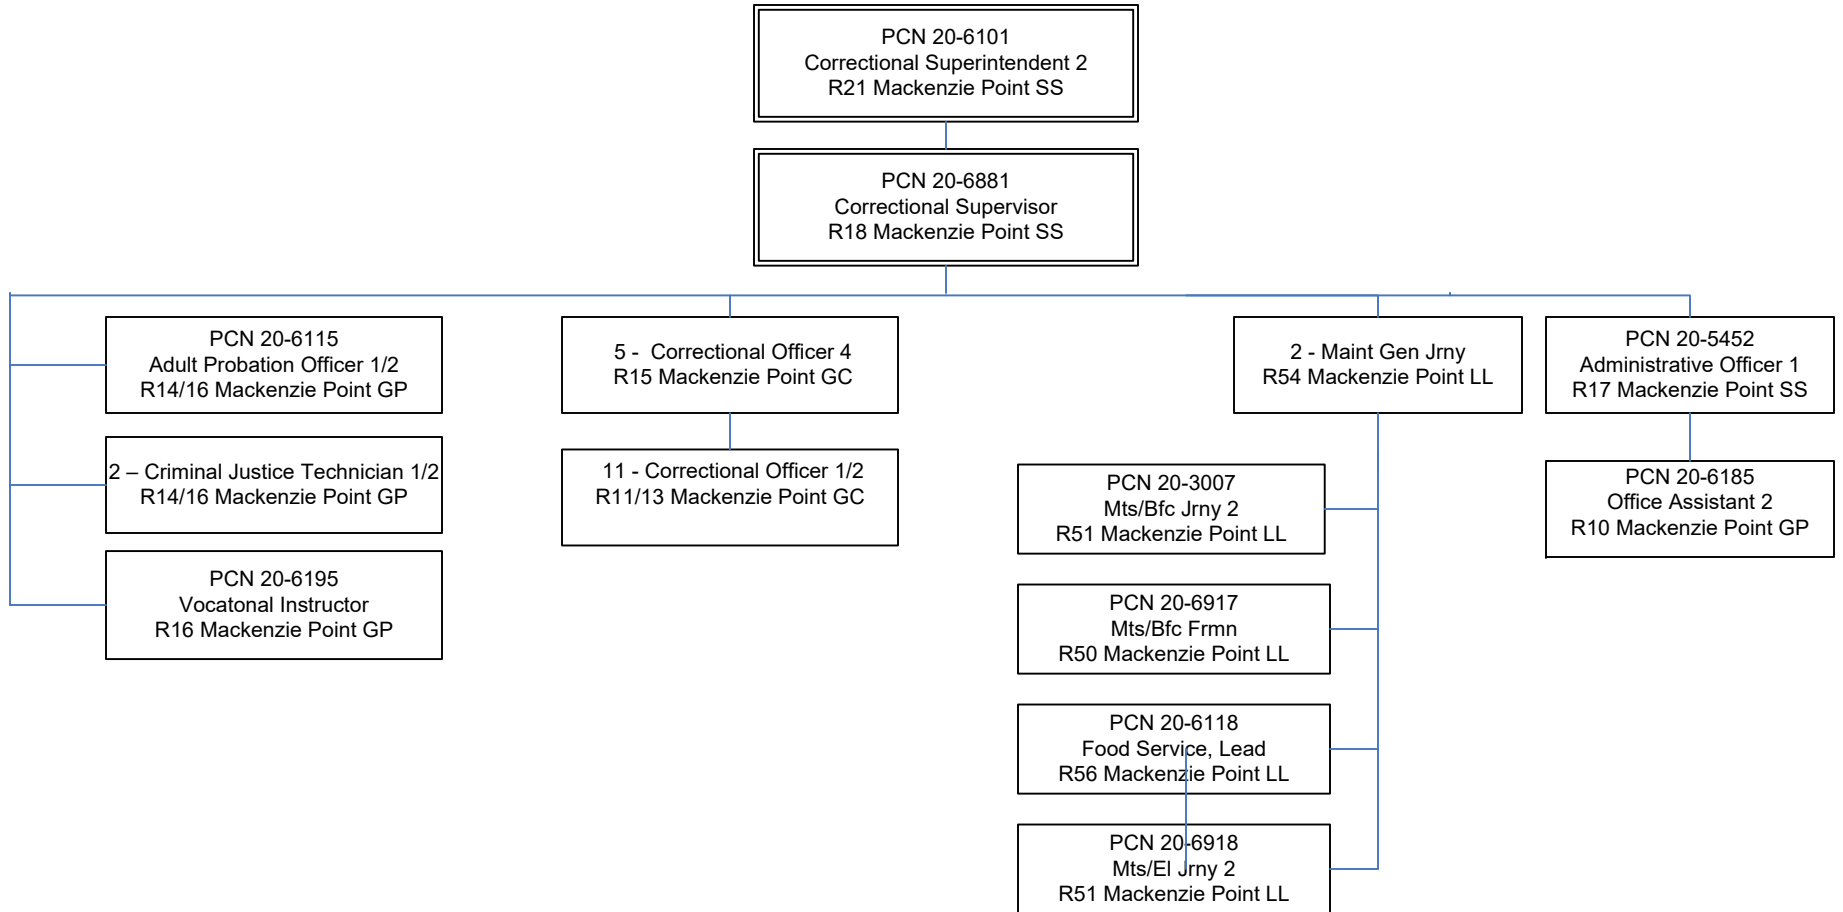 PCN 20-6101
Correctional Superintendent 2
R21 Mackenzie Point SS
PCN 20-6881
Correctional Supervisor
R18 Mackenzie Point SS
PCN 20-6115
Adult Probation Officer 1/2
R14/16 Mackenzie Point GP
2 – Criminal Justice Technician 1/2
R14/16 Mackenzie Point GP
PCN 20-6195
Vocatonal Instructor
R16 Mackenzie Point GP
5 - Correctional Officer 4
R15 Mackenzie Point GC
11 - Correctional Officer 1/2
R11/13 Mackenzie Point GC
2 - Maint Gen Jrny
R54 Mackenzie Point LL
PCN 20-3007
Mts/Bfc Jrny 2
R51 Mackenzie Point LL
PCN 20-6917
Mts/Bfc Frmn
R50 Mackenzie Point LL
PCN 20-6118
Food Service, Lead
R56 Mackenzie Point LL
PCN 20-6918
Mts/El Jrny 2
R51 Mackenzie Point LL
PCN 20-5452
Administrative Officer 1
R17 Mackenzie Point SS
PCN 20-6185
Office Assistant 2
R10 Mackenzie Point GP